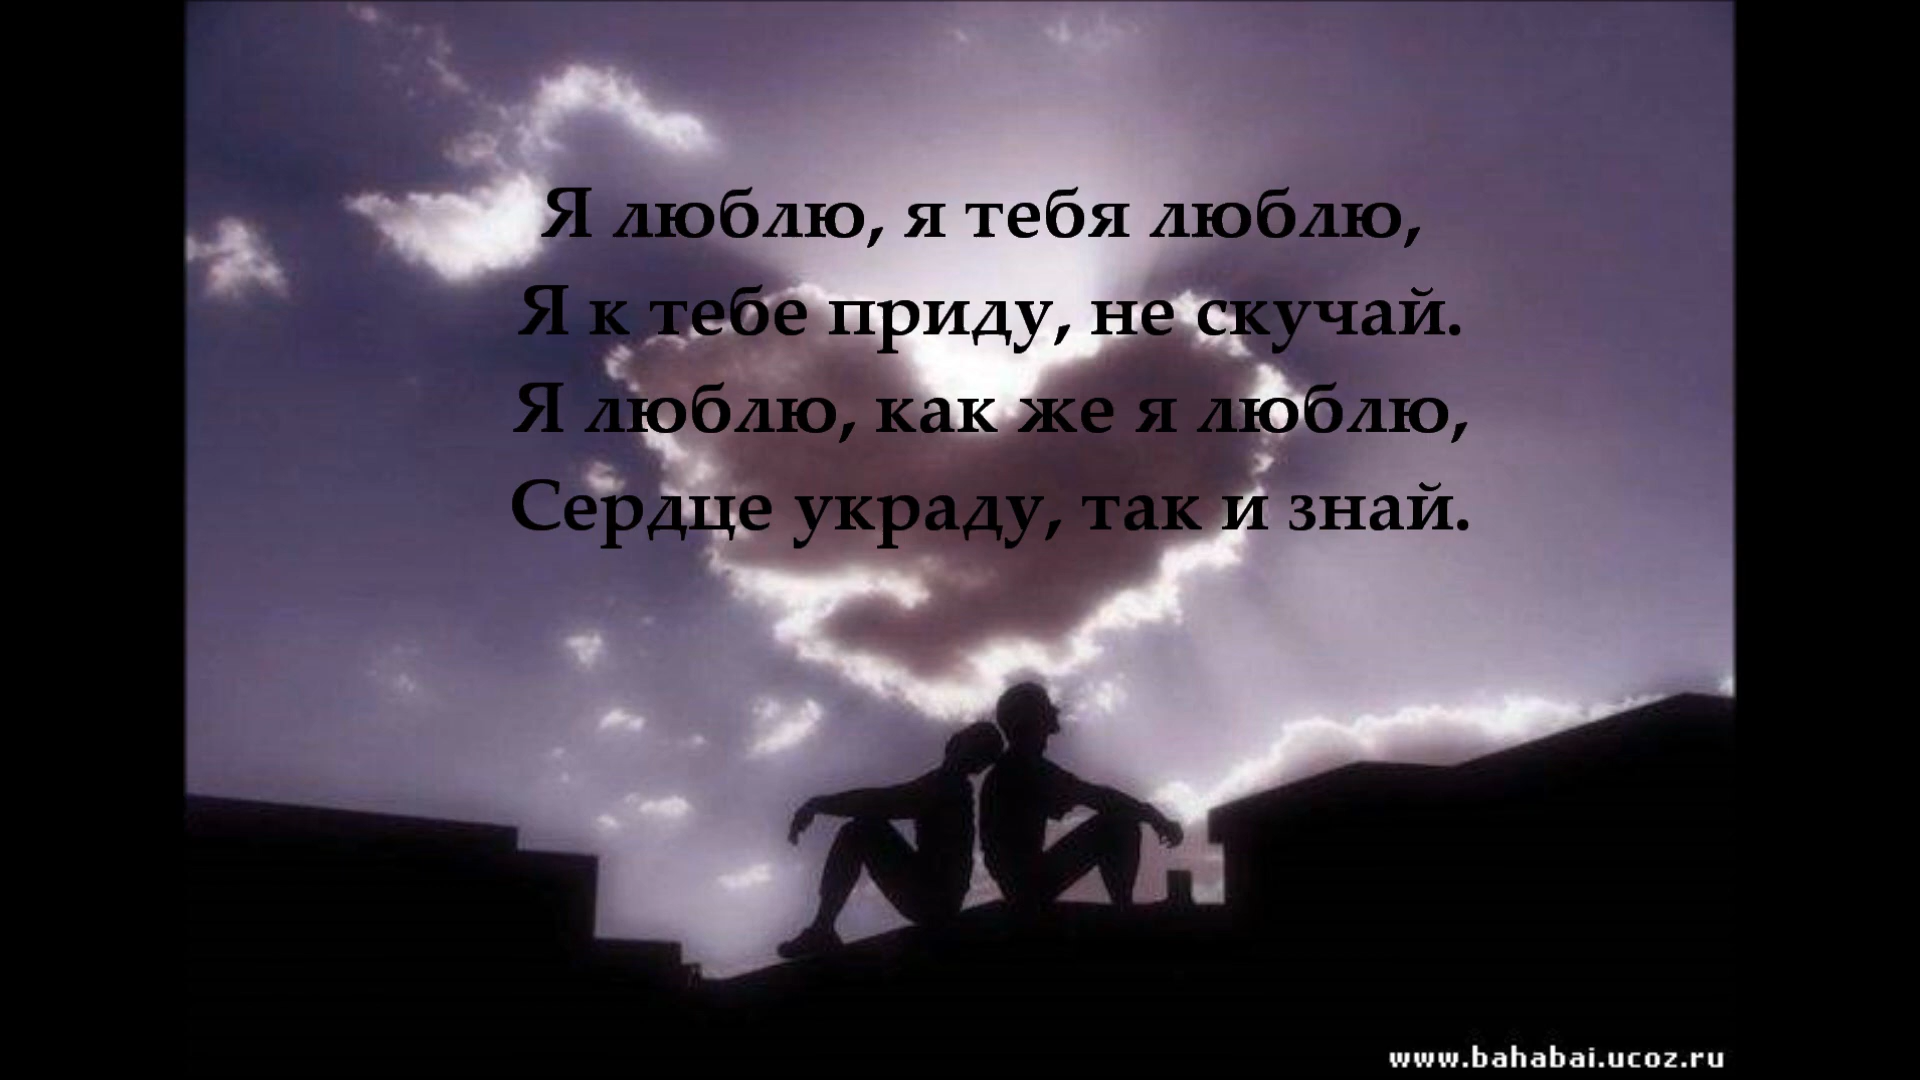 Я люблю, я тебя люблю,
Я к тебе приду, не скучай.
Я люблю, как же я люблю,
Сердце украду, так и знай.
www.bahabai.ucoz.ru